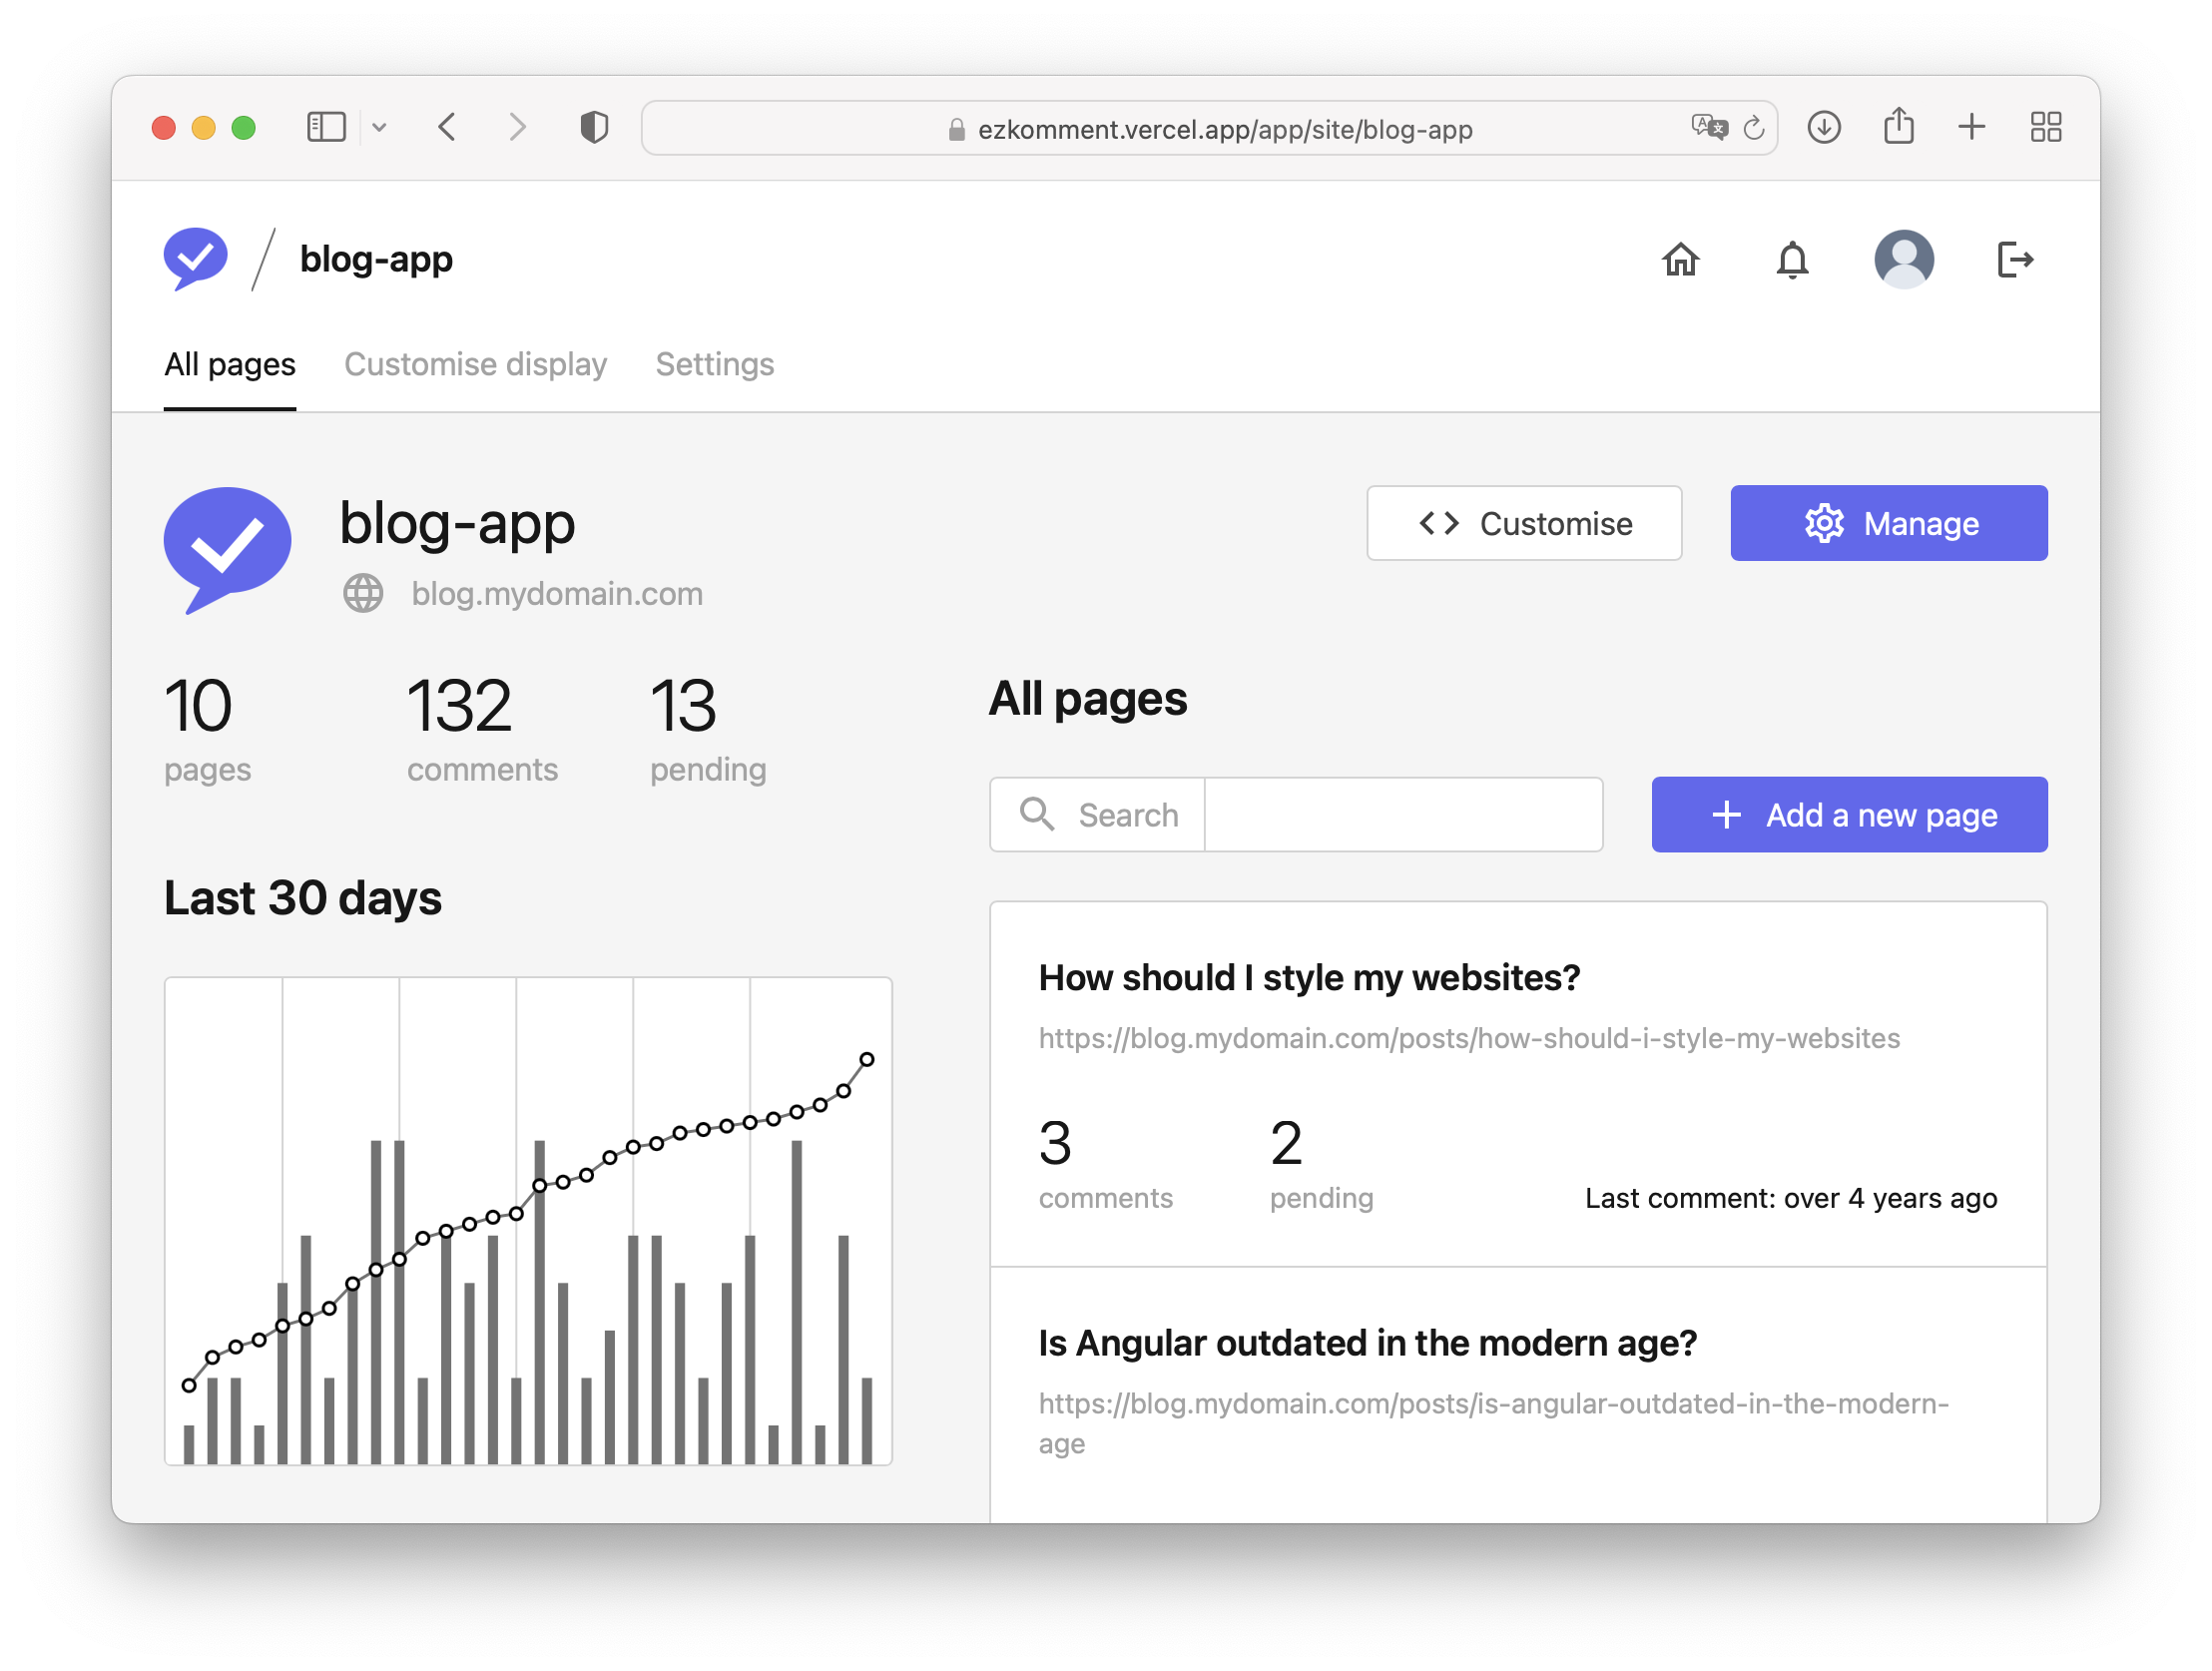 ezkomment.vercel.app/app/site/blog-app
blog-app
All pages
Customise display
Settings
blog-app
blog.mydomain.com
Customise
Manage
10
pages
132
comments
13
pending
Last 30 days
All pages
Search
Add a new page
How should I style my websites?
https://blog.mydomain.com/posts/how-should-i-style-my-websites
3
comments
2
pending
Last comment: over 4 years ago
Is Angular outdated in the modern age?
https://blog.mydomain.com/posts/is-angular-outdated-in-the-modern-
age